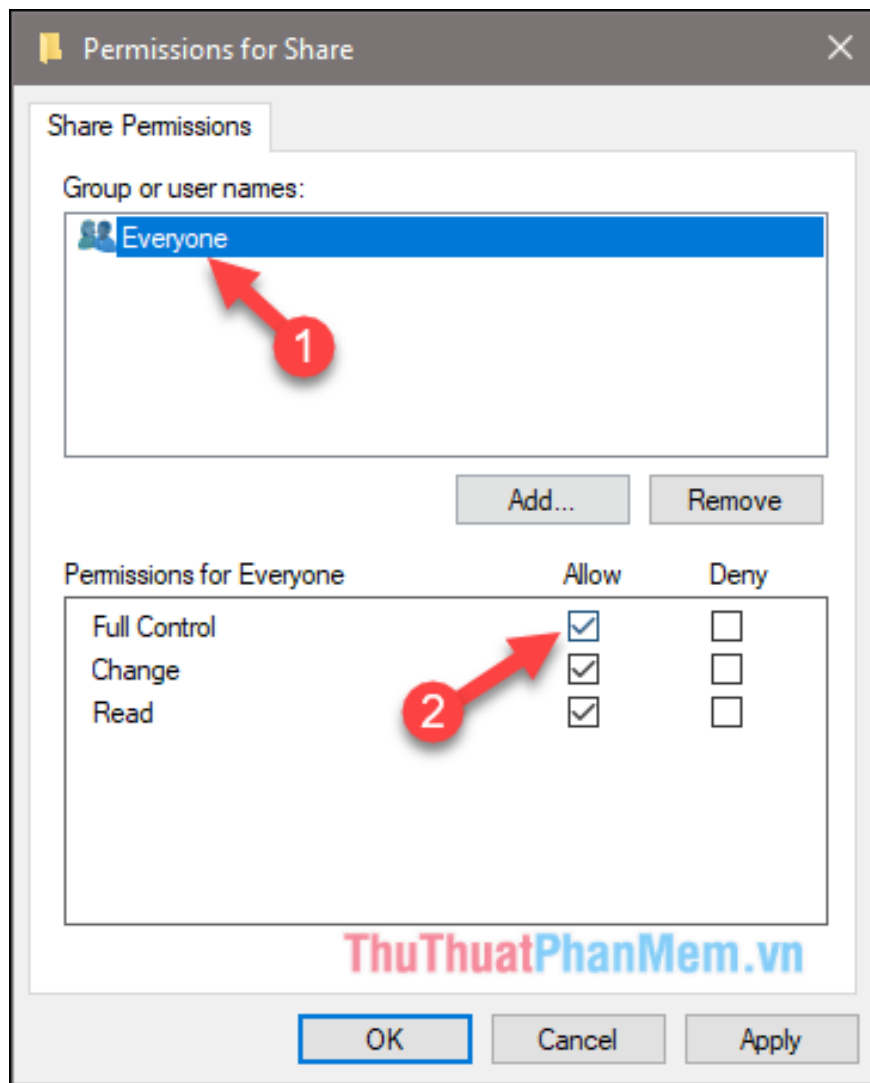 Permissions for Share
Share Permissions
Group or user names:
Everyone
1
Add...
Remove
Permissions for Everyone Allow Deny
Full Control
Change
2
Read
ThuThuatPhanMem.vn
OK
Cancel
Apply